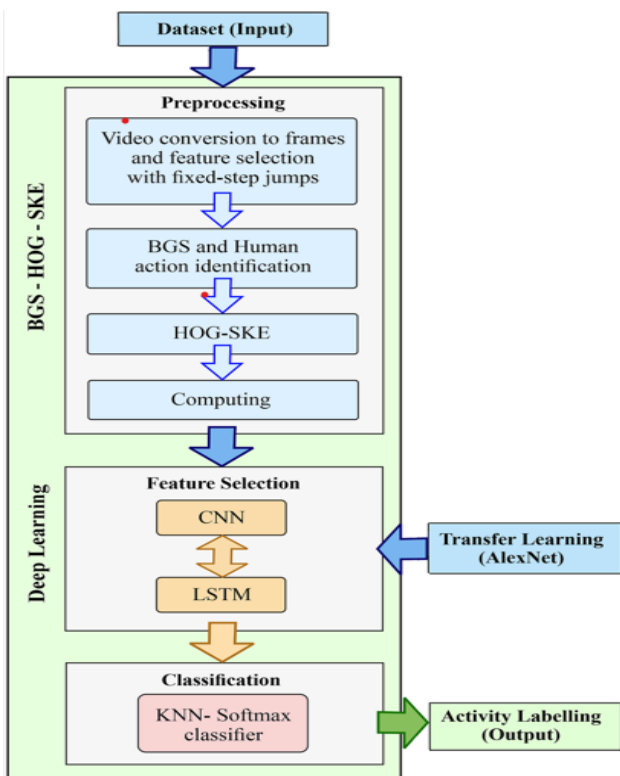 Dataset (Input)
BGS - HOG - SKE
Preprocessing
Video conversion to frames
and feature selection
with fixed-step jumps
BGS and Human
action identification
HOG-SKE
Computing
Deep Learning
Feature Selection
CNN
LSTM
Transfer Learning
(AlexNet)
Classification
KNN- Softmax
classifier
Activity Labelling
(Output)